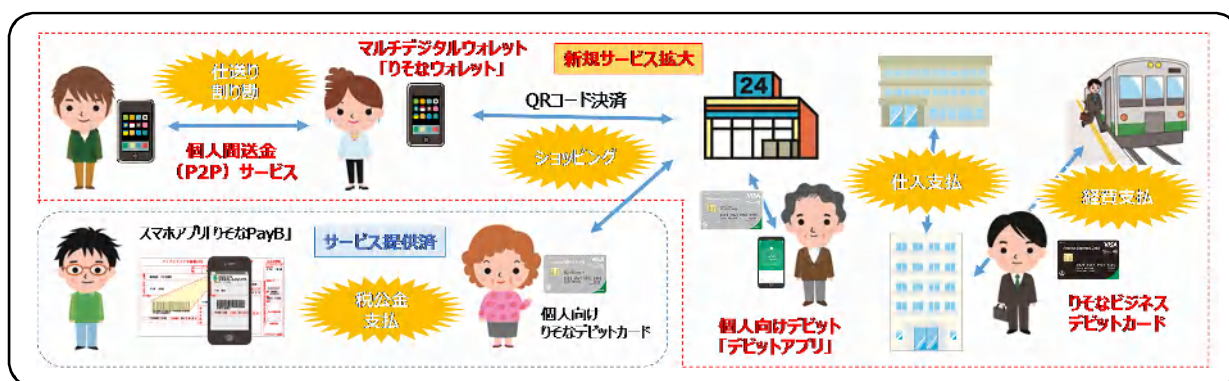 マルチデジタルウォレット
「りそなウォレット」
新規サービス拡大
仕送り
割り勘
個人間送金
(P2P)サービス
QRコード決済
ショッピング
24
仕入支払
経費支払
スマホアプリ「りそなPayB」
サービス提供済
税公金
支払
個人向け
りそなデビットカード
VISA
個人向けデビット
「デビットアプリ」
VISA
りそなビジネス
デビットカード